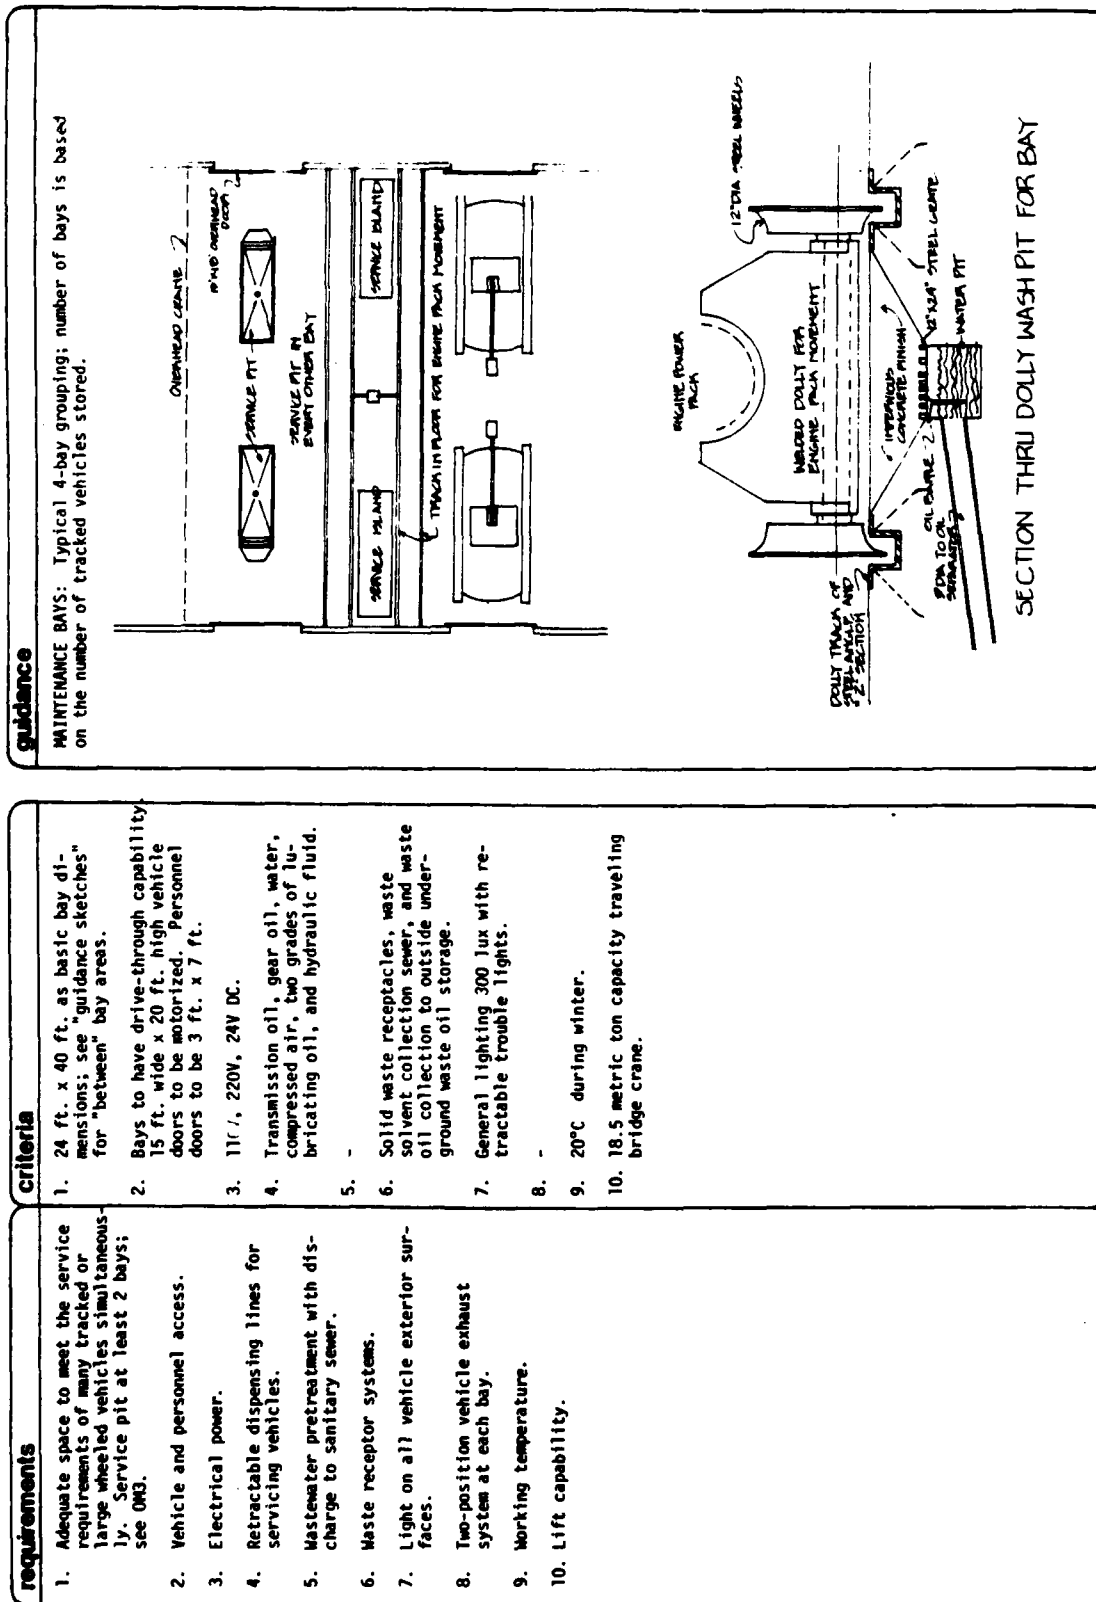 requirements
1. Adequate space to meet the service
requirements of many tracked or
large wheeled vehicles simultaneous-
ly. Service pit at least 2 bays;
see OM3.
2. Vehicle and personnel access.
3. Electrical power.
4. Retractable dispensing lines for
servicing vehicles.
5. Wastewater pretreatment with dis-
charge to sanitary sewer.
6. Waste receptor systems.
7. Light on all vehicle exterior sur-
faces.
8. Two-position vehicle exhaust
system at each bay.
9. Working temperature.
10. Lift capability.
criteria
1. 24 ft. x 40 ft. as basic bay di-
mensions; see "guidance sketches"
for "between" bay areas.
2. Bays to have drive-through capability.
15 ft. wide x 20 ft. high vehicle
doors to be motorized. Personnel
doors to be 3 ft. x 7 ft.
3. 220V, 24V DC.
4. Transmission oil, gear oil, water,
compressed air, two grades of lu-
bricating oil, and hydraulic fluid.
5. -
6. Solid waste receptacles, waste
solvent collection sewer, and waste
oil collection to outside under-
ground waste oil storage.
7. General lighting 300 lux with re-
tractable trouble lights.
8. -
9. 20°C during winter.
10. 18.5 metric ton capacity traveling
bridge crane.
guidance
MAINTENANCE BAYS: Typical 4-bay grouping; number of bays is based
on the number of tracked vehicles stored.
OVERHEAD CRANE
OVERHEAD
DOOR
SERVICE PIT
SERVICE PIT IN
EVERY OTHER BAY
SERVICE ISLAND
SERVICE ISLAND
TRACK IN FLOOR FOR ENGINE PACK MOVEMENT
12" DIA STEEL WHEELS
ENGINE POWER
PACK
WELDED DOLLY FOR
ENGINE PACK MOVEMENT
DOLLY TRACK OF
STEEL ANGLE AND
"Z" SECTION
IMPERVIOUS
CONCRETE FINISH
OIL BAFFLE
12"X24" STEEL GRATE
WATER PIT
TO OIL
SEPARATOR
SECTION THRU DOLLY WASH PIT FOR BAY